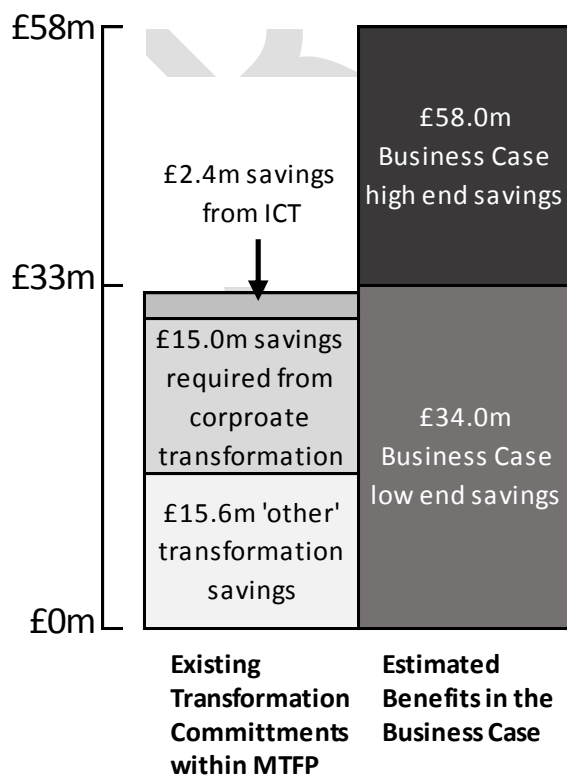 £58m
£58.0m
Business Case
high end savings
£2.4m savings
from ICT
£33m
£15.0m savings
required from
corproate
transformation
£34.0m
Business Case
low end savings
£15.6m 'other'
transformation
savings
£0m
Existing
Transformation
Committments
within MTFP
Estimated
Benefits in the
Business Case